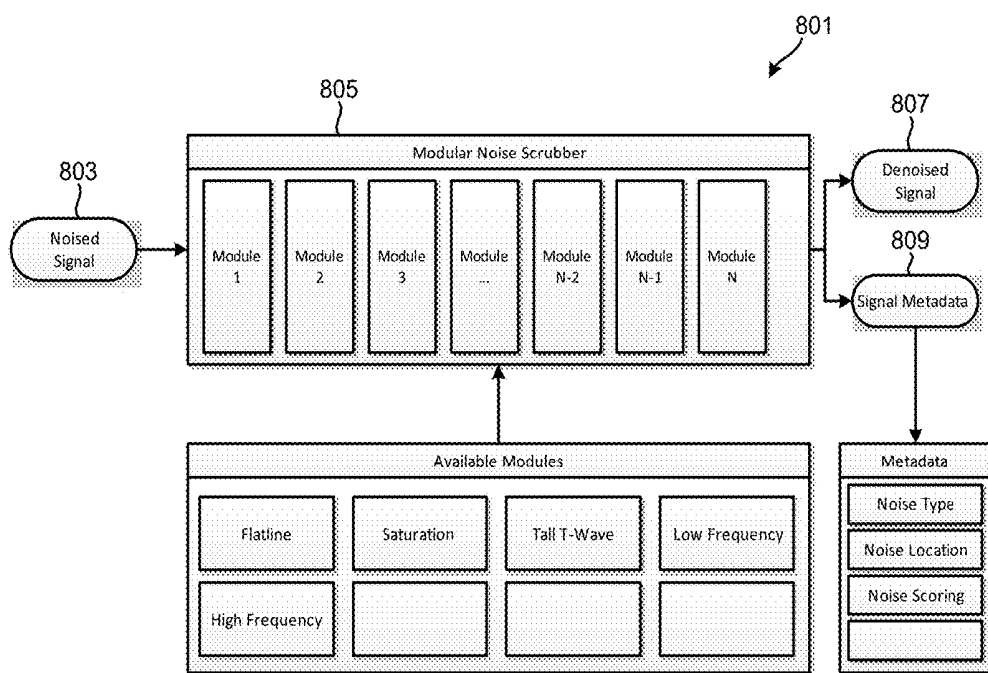 801
805
807
803
Modular Noise Scrubber
Denoised
Signal
Noised
Signal
Module
1
Module
2
Module
3
Module
...
Module
N-2
Module
N-1
Module
N
809
Signal Metadata
Available Modules
Flatline
Saturation
Tall T-Wave
Low Frequency
High Frequency
Metadata
Noise Type
Noise Location
Noise Scoring